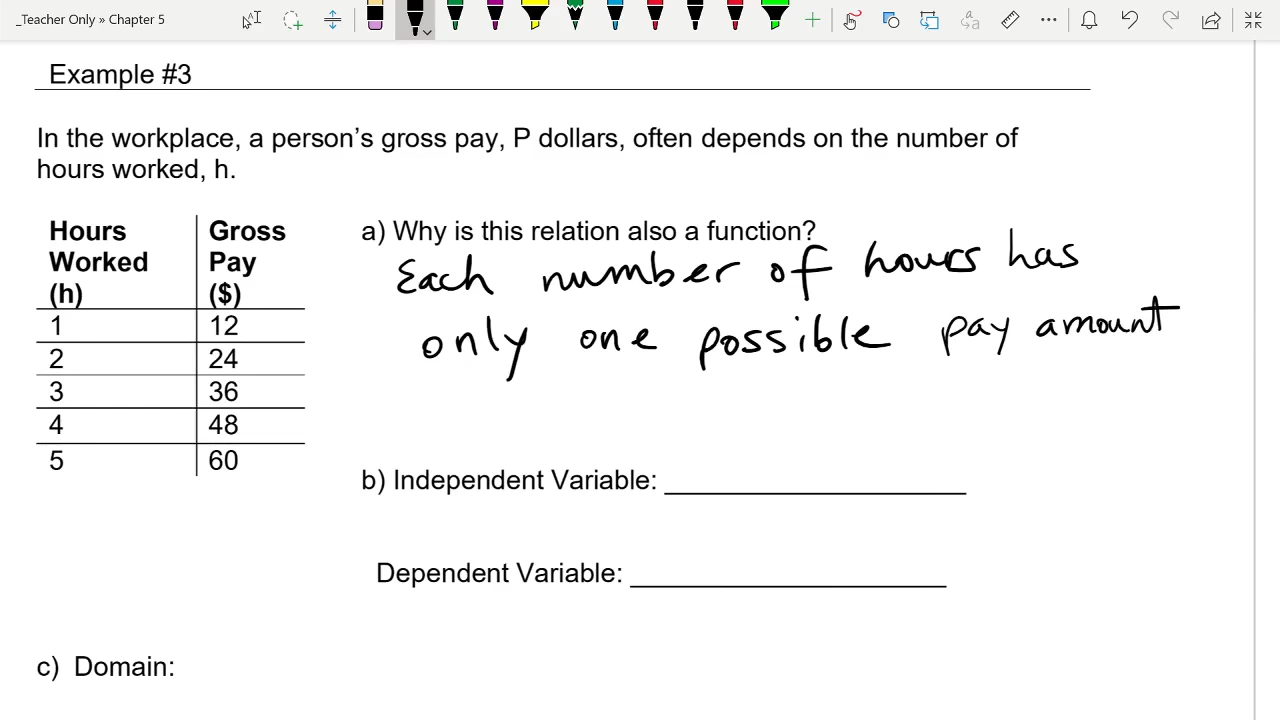 _Teacher Only » Chapter 5
Example #3
In the workplace, a person’s gross pay, P dollars, often depends on the number of
hours worked, h.
Hours Worked (h) Gross Pay ($)
1 12
2 24
3 36
4 48
5 60
a) Why is this relation also a function?
Each number of hours has
only one possible pay amount
b) Independent Variable: ____________________
Dependent Variable: _____________________
c) Domain: